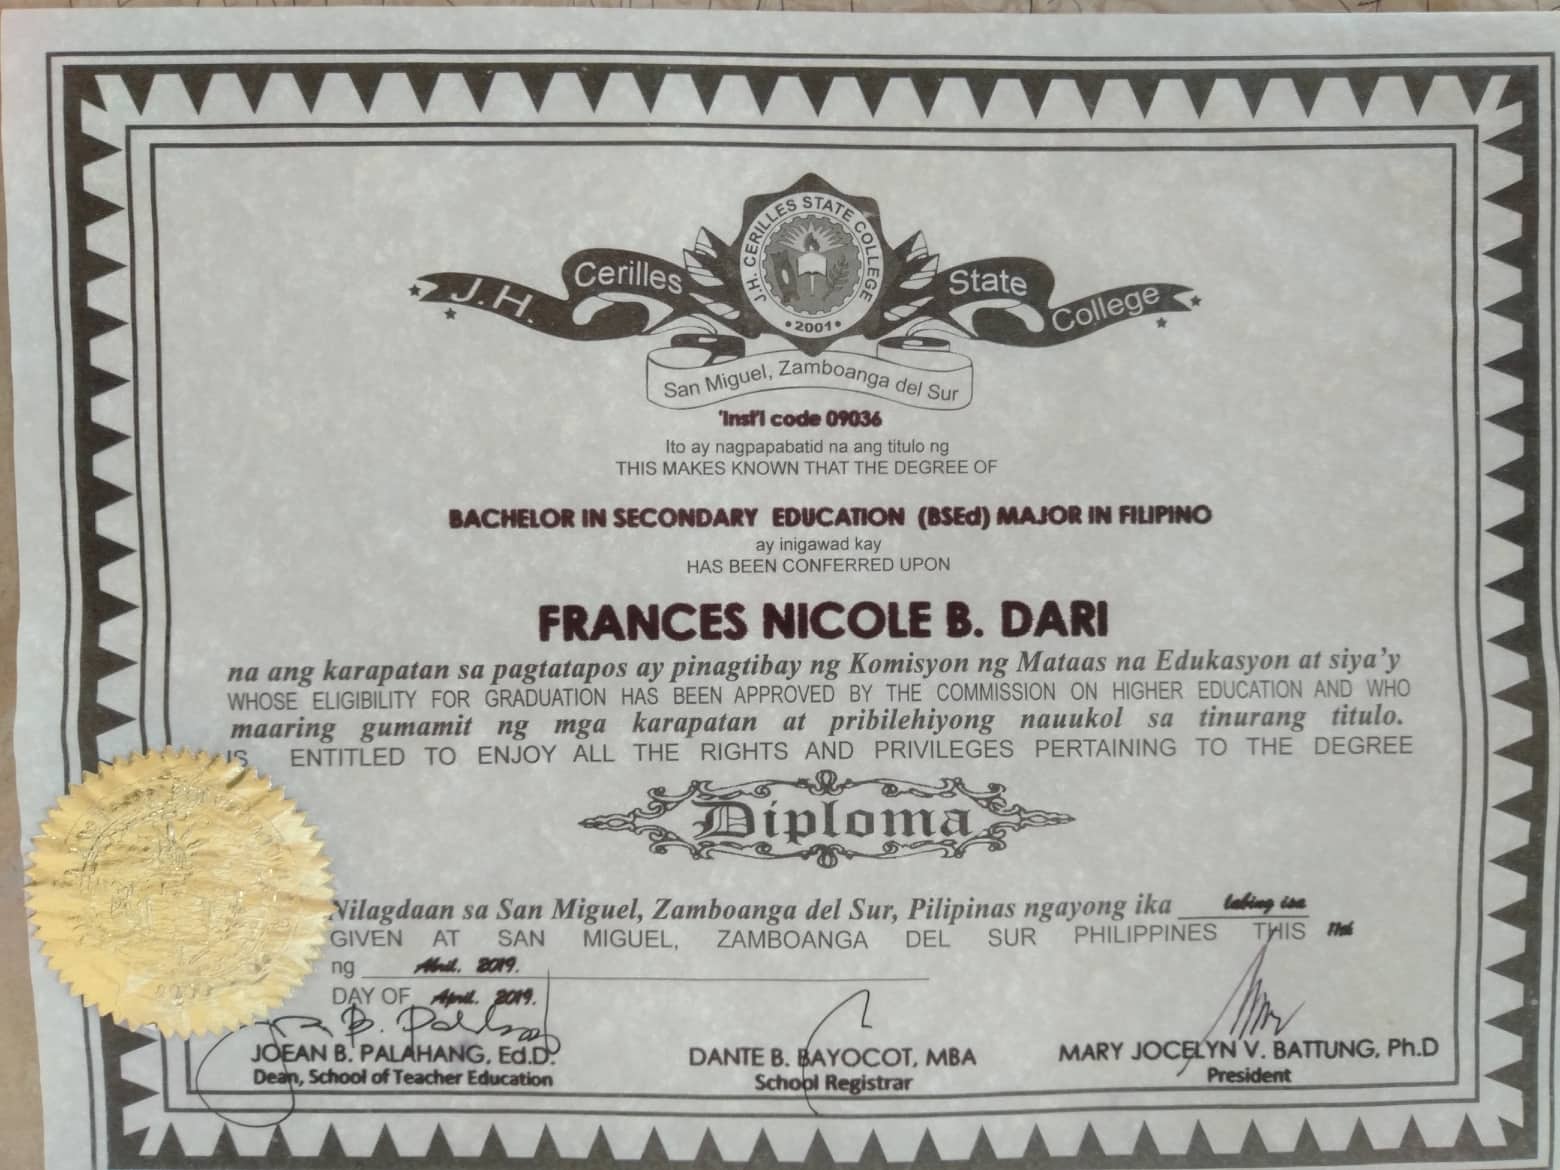 J.H. Cerilles State College
J.H. CERILLES STATE COLLEGE
• 2001 •
San Miguel, Zamboanga del Sur
'Inst'l code 09036
Ito ay nagpapabatid na ang titulo ng
THIS MAKES KNOWN THAT THE DEGREE OF
BACHELOR IN SECONDARY EDUCATION (BSEd) MAJOR IN FILIPINO
ay inigawad kay
HAS BEEN CONFERRED UPON
FRANCES NICOLE B. DARI
na ang karapatan sa pagtatapos ay pinagtibay ng Komisyon ng Mataas na Edukasyon at siya'y
WHOSE ELIGIBILITY FOR GRADUATION HAS BEEN APPROVED BY THE COMMISSION ON HIGHER EDUCATION AND WHO
maaring gumamit ng mga karapatan at pribilehiyong nauukol sa tinurang titulo.
IS ENTITLED TO ENJOY ALL THE RIGHTS AND PRIVILEGES PERTAINING TO THE DEGREE
Diploma
Nilagdaan sa San Miguel, Zamboanga del Sur, Pilipinas ngayong ika labing isa
GIVEN AT SAN MIGUEL, ZAMBOANGA DEL SUR PHILIPPINES THIS 11th
ng Abril, 2019.
DAY OF April, 2019.
JOEAN B. PALAHANG, Ed.D. DANTE B. BAYOCOT, MBA MARY JOCELYN V. BATTUNG, Ph.D
Dean, School of Teacher Education School Registrar President